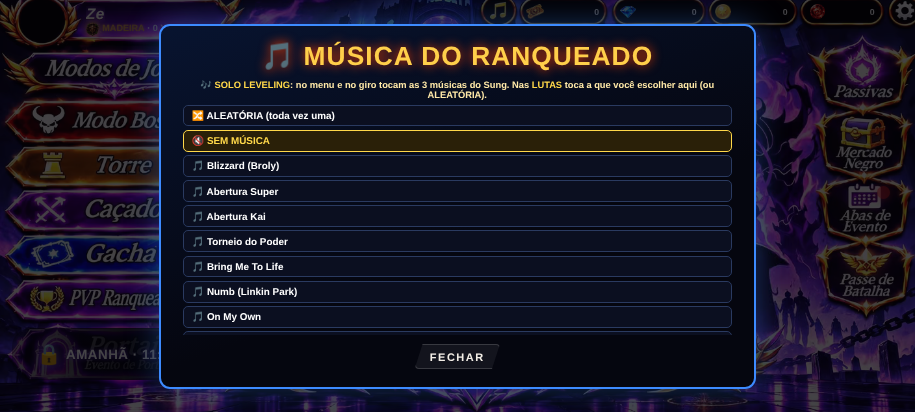 Ze
MADEIRA · 0
0
0
0
0
🎵 MÚSICA DO RANQUEADO
🎶 SOLO LEVELING: no menu e no giro tocam as 3 músicas do Sung. Nas LUTAS toca a que você escolher aqui (ou
ALEATÓRIA).
🔀 ALEATÓRIA (toda vez uma)
🔇 SEM MÚSICA
🎵 Blizzard (Broly)
🎵 Abertura Super
🎵 Abertura Kai
🎵 Torneio do Poder
🎵 Bring Me To Life
🎵 Numb (Linkin Park)
🎵 On My Own
FECHAR
Modos de Jo
Modo Bos
Torre
Caçado
Gacha
PVP Ranquea
AMANHÃ · 11:
Passivas
Mercado
Negro
Abas de
Evento
Passe de
Batalha